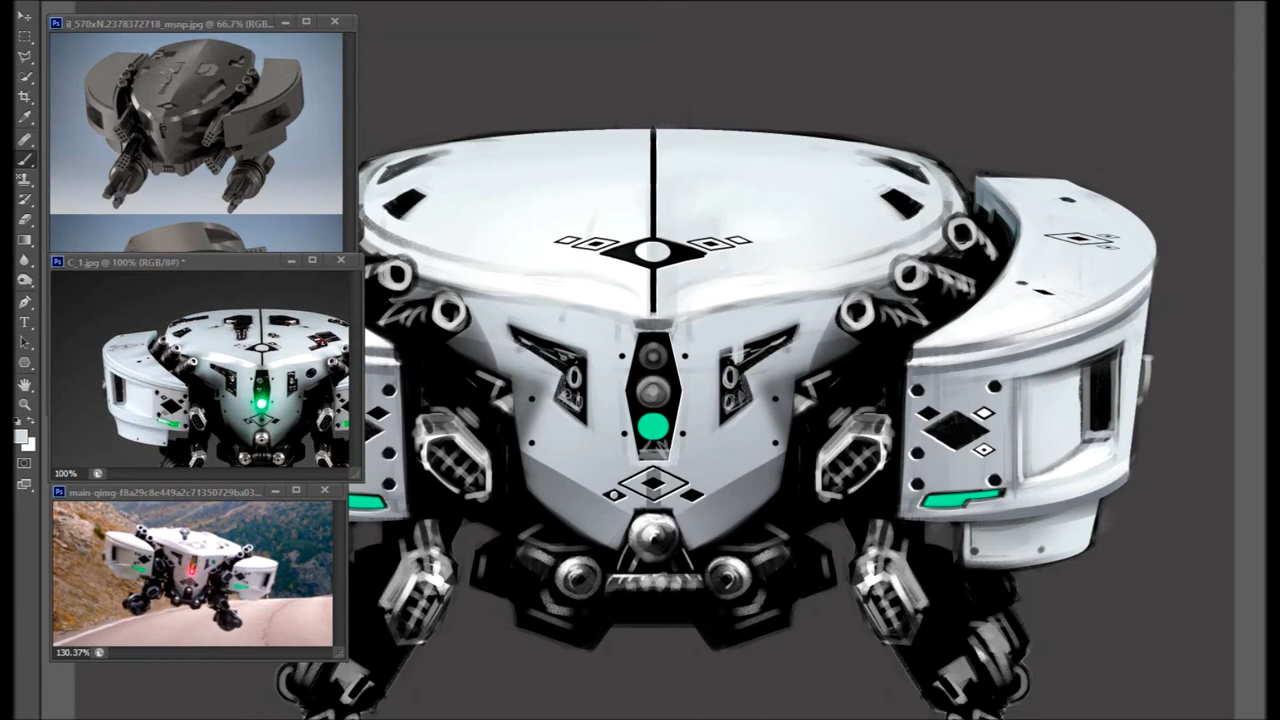 Ps il_570xN.2378372718_msnp.jpg @ 66.7% (RGB...
Ps C_1.jpg @ 100% (RGB/8#) *
100%
Ps main-qimg-f8a29c8e449a2c71350729ba03...
130.37%
T